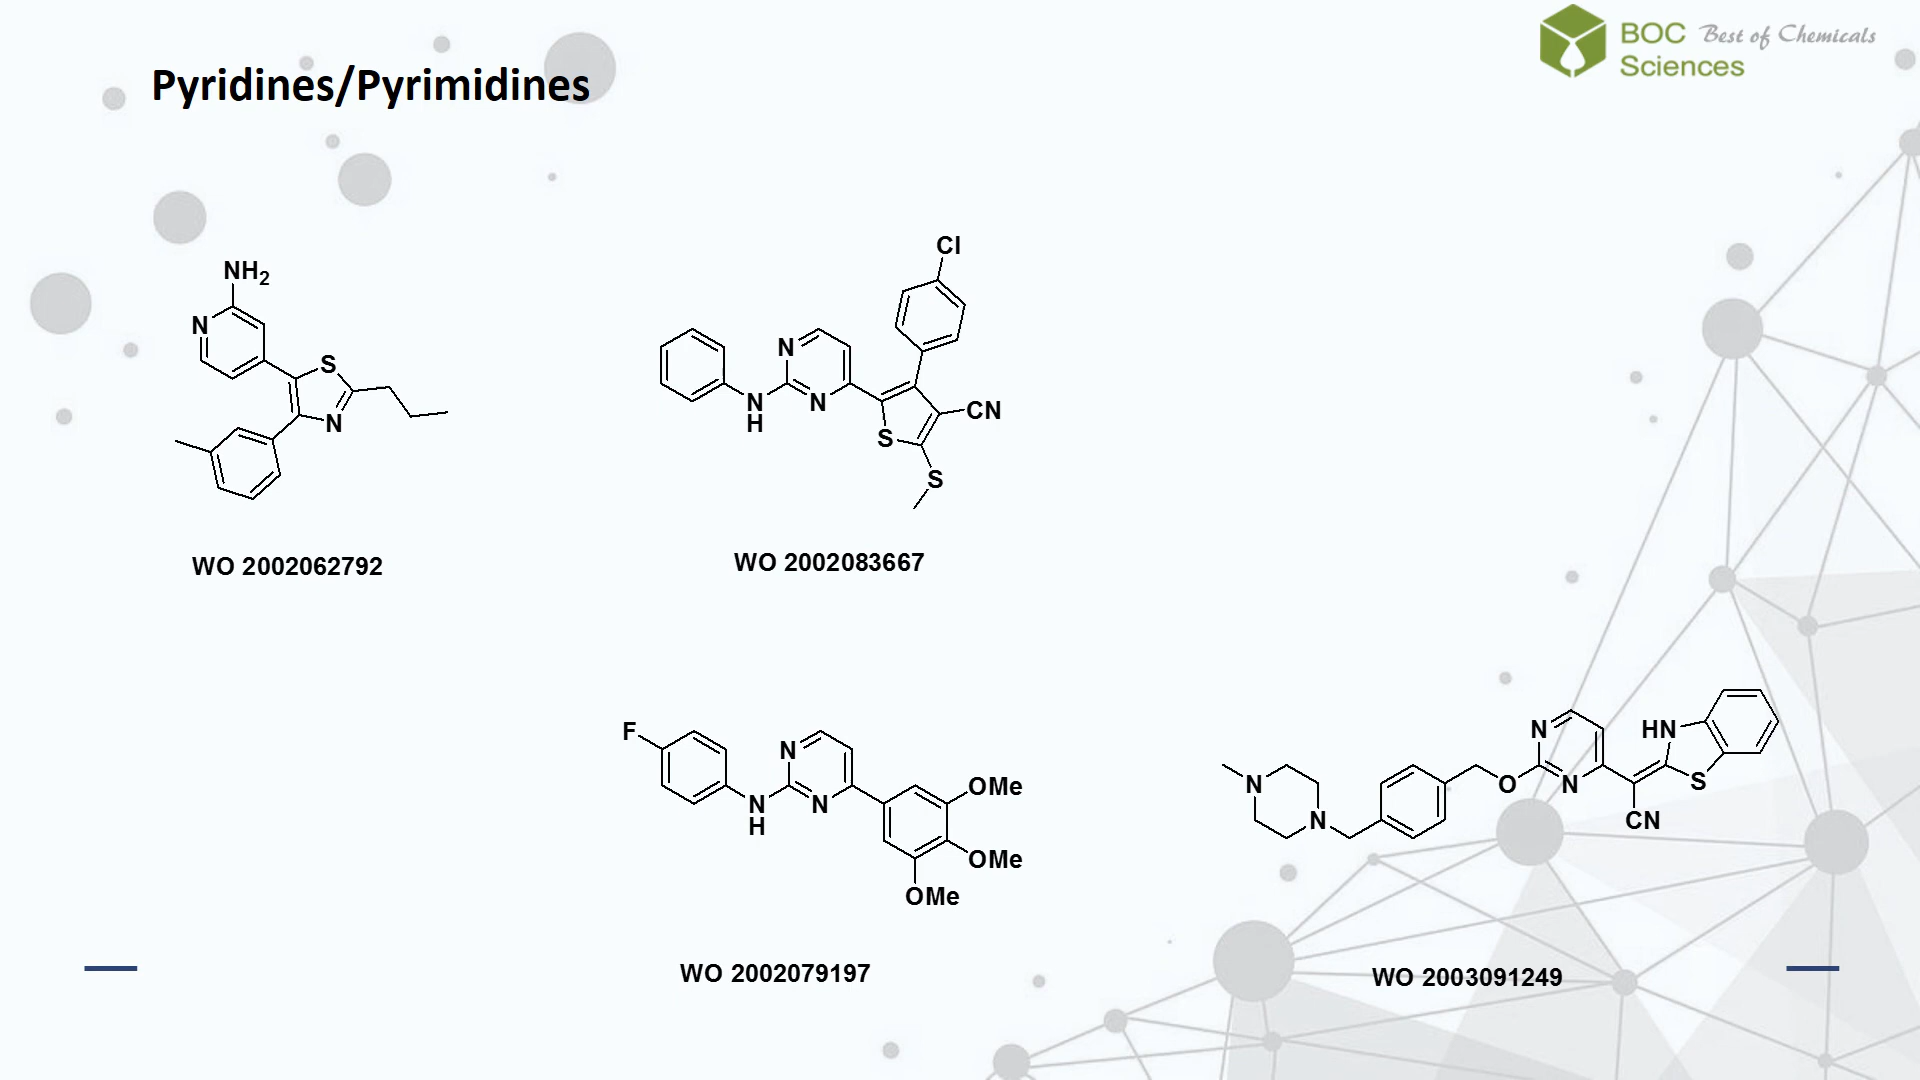 Pyridines/Pyrimidines
BOC Best of Chemicals
Sciences
NH2
N
S
N
WO 2002062792
Cl
N
N
N
H
S
CN
S
WO 2002083667
F
N
N
N
H
OMe
OMe
OMe
WO 2002079197
N
N
O
N
N
HN
S
CN
WO 2003091249